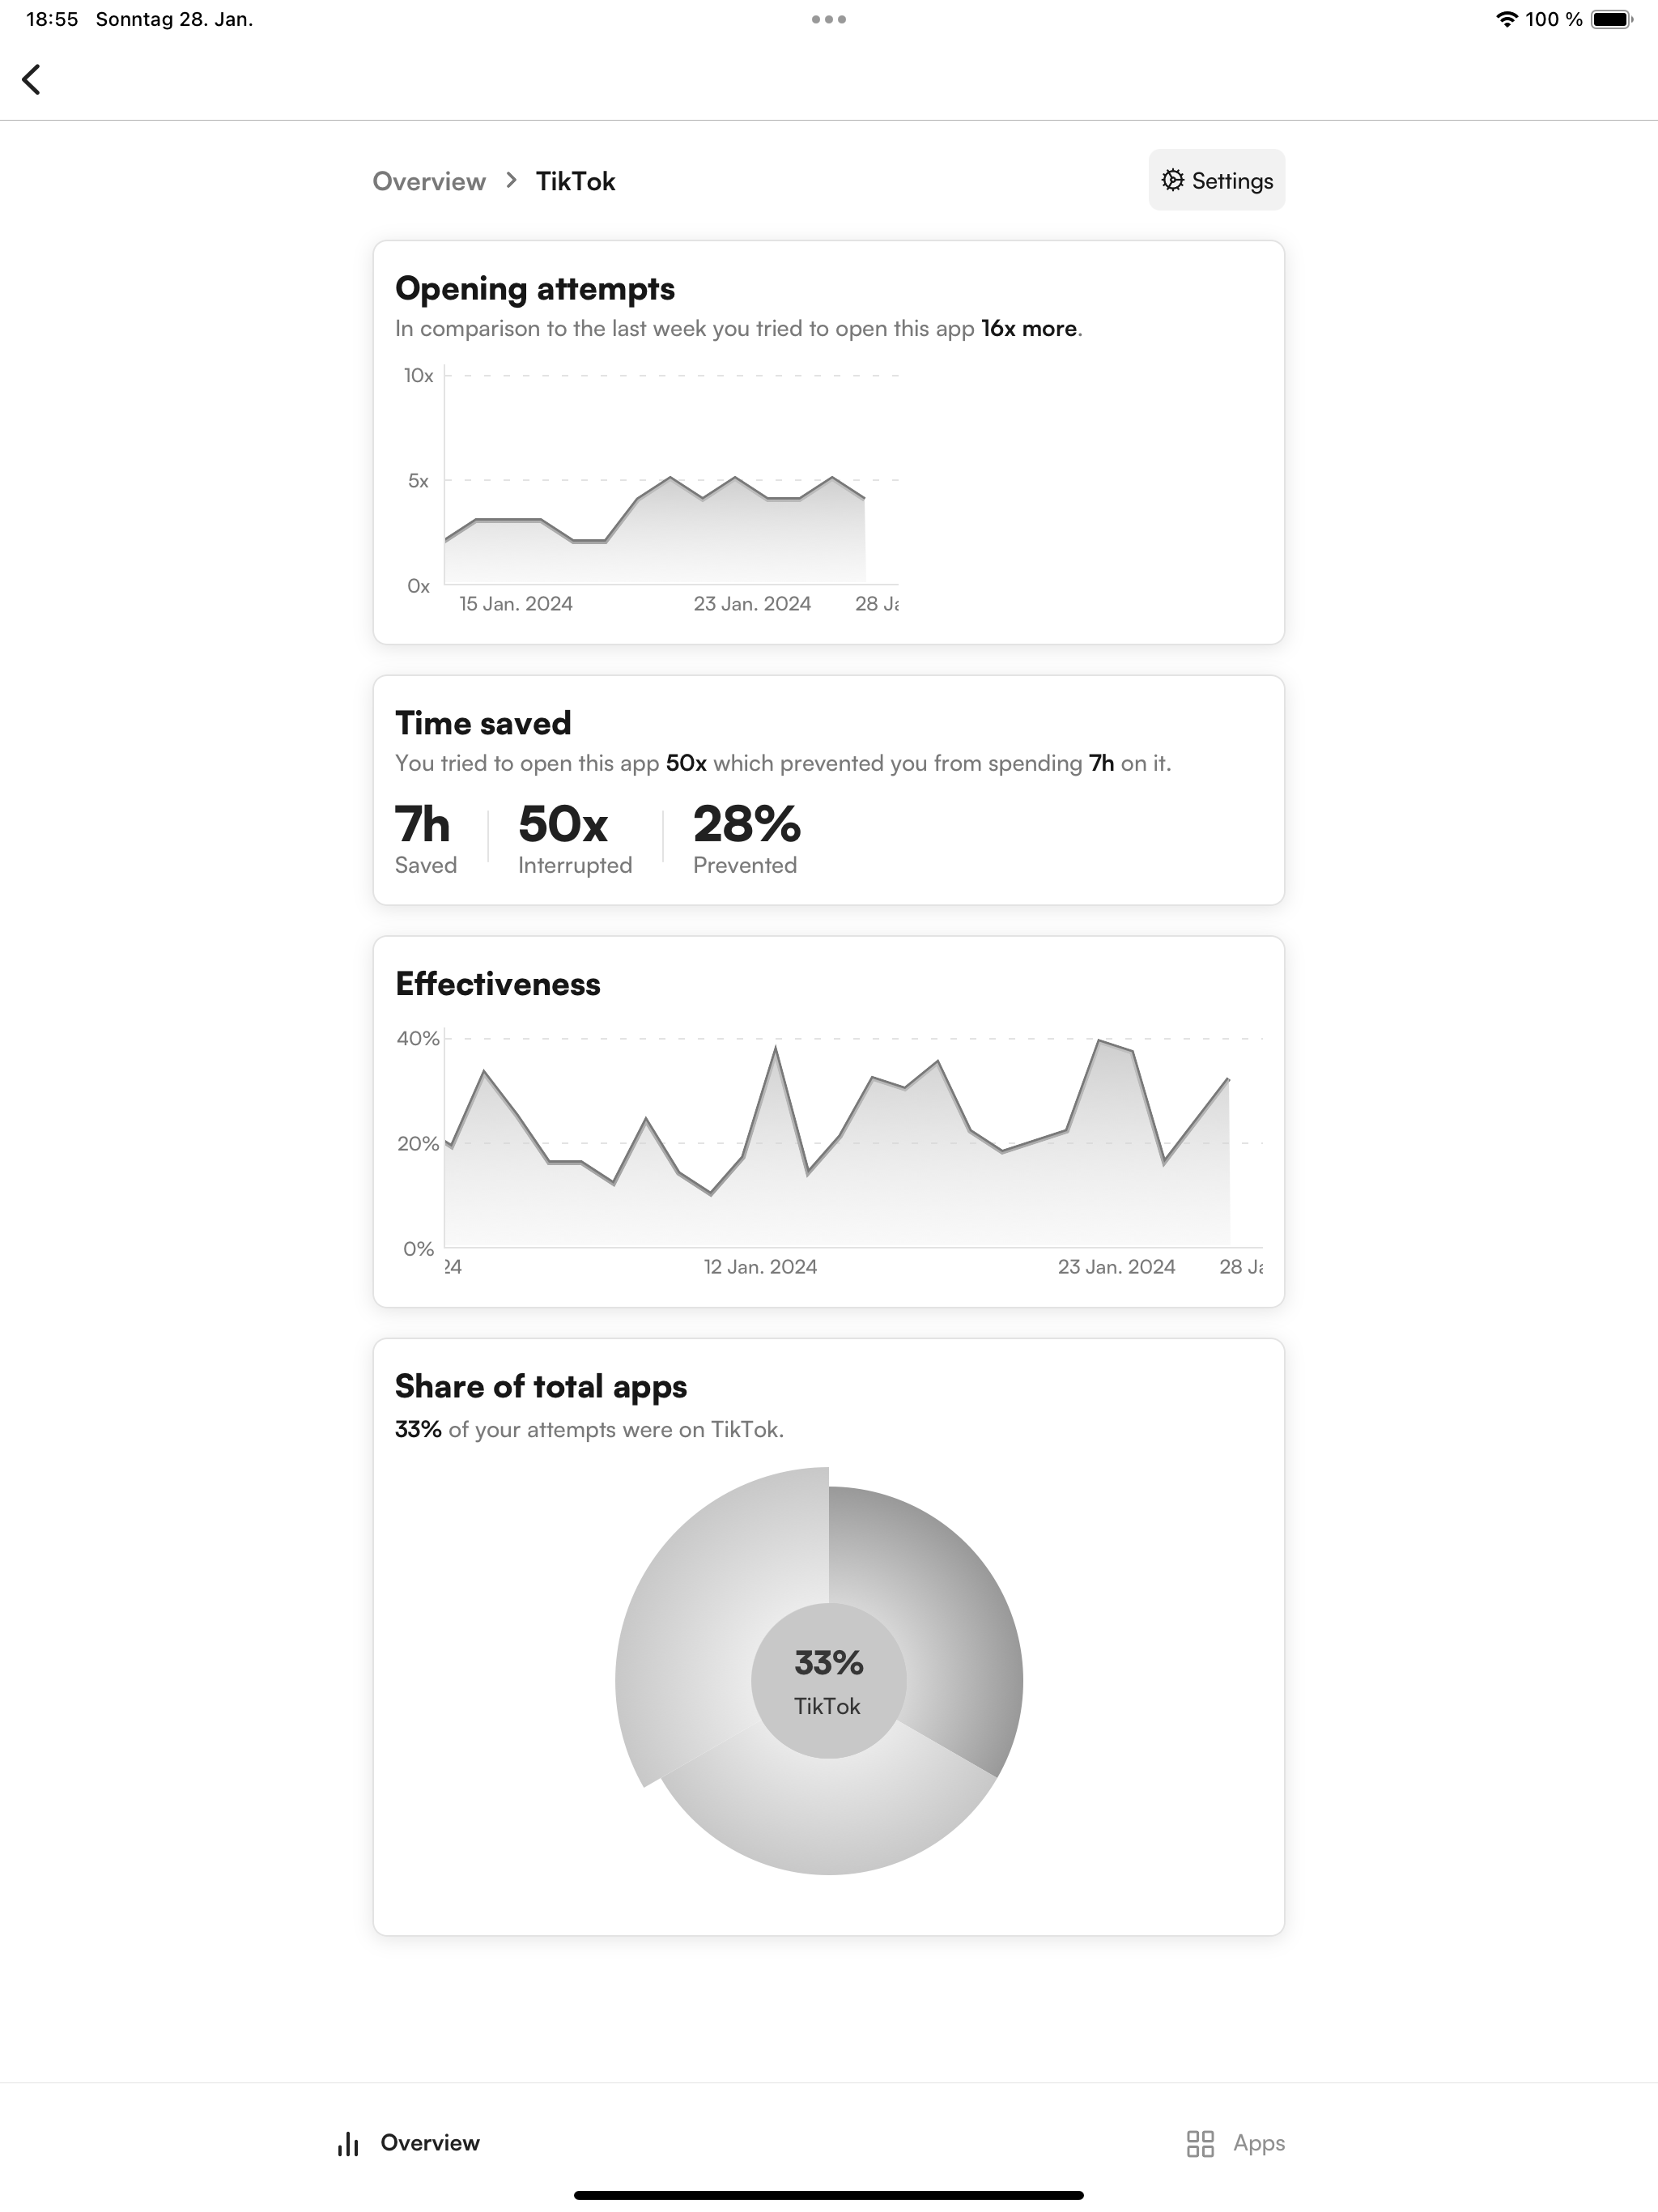 18:55 Sonntag 28. Jan.
100 %
Overview > TikTok
Settings
Opening attempts
In comparison to the last week you tried to open this app 16x more.
10x
5x
0x
15 Jan. 2024 23 Jan. 2024 28 Ja
Time saved
You tried to open this app 50x which prevented you from spending 7h on it.
7h 50x 28%
Saved Interrupted Prevented
Effectiveness
40%
20%
0%
24 12 Jan. 2024 23 Jan. 2024 28 Ja
Share of total apps
33% of your attempts were on TikTok.
33%
TikTok
Overview Apps